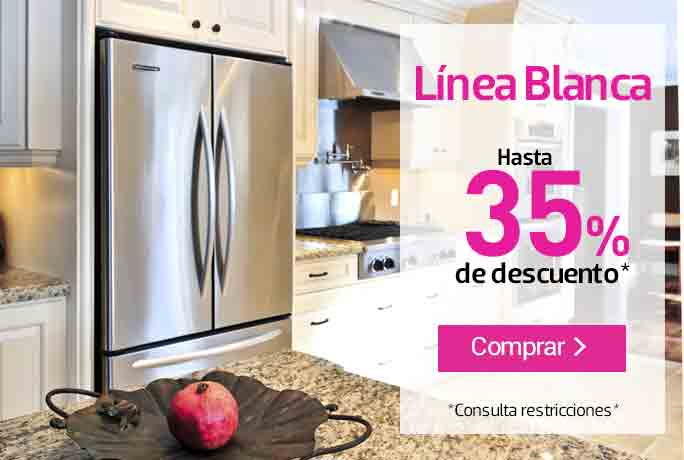 Línea Blanca
Hasta
35%
de descuento*
Comprar >
*Consulta restricciones*